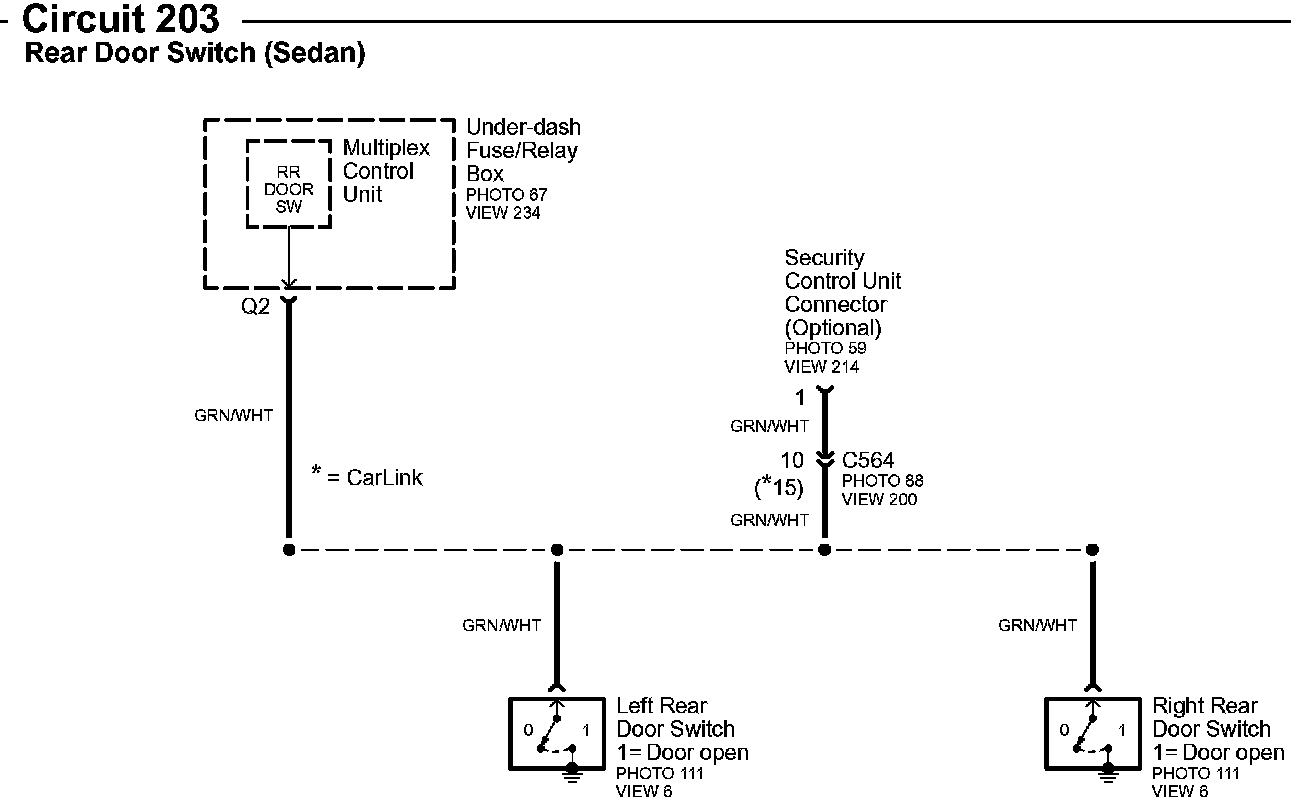 Circuit 203
Rear Door Switch (Sedan)
RR
DOOR
SW
Multiplex
Control
Unit
Under-dash
Fuse/Relay
Box
PHOTO 67
VIEW 234
Q2
GRN/WHT
* = CarLink
Security
Control Unit
Connector
(Optional)
PHOTO 59
VIEW 214
1
GRN/WHT
10
(*15)
C564
PHOTO 88
VIEW 200
GRN/WHT
GRN/WHT
GRN/WHT
0 1
Left Rear
Door Switch
1= Door open
PHOTO 111
VIEW 6
0 1
Right Rear
Door Switch
1= Door open
PHOTO 111
VIEW 6